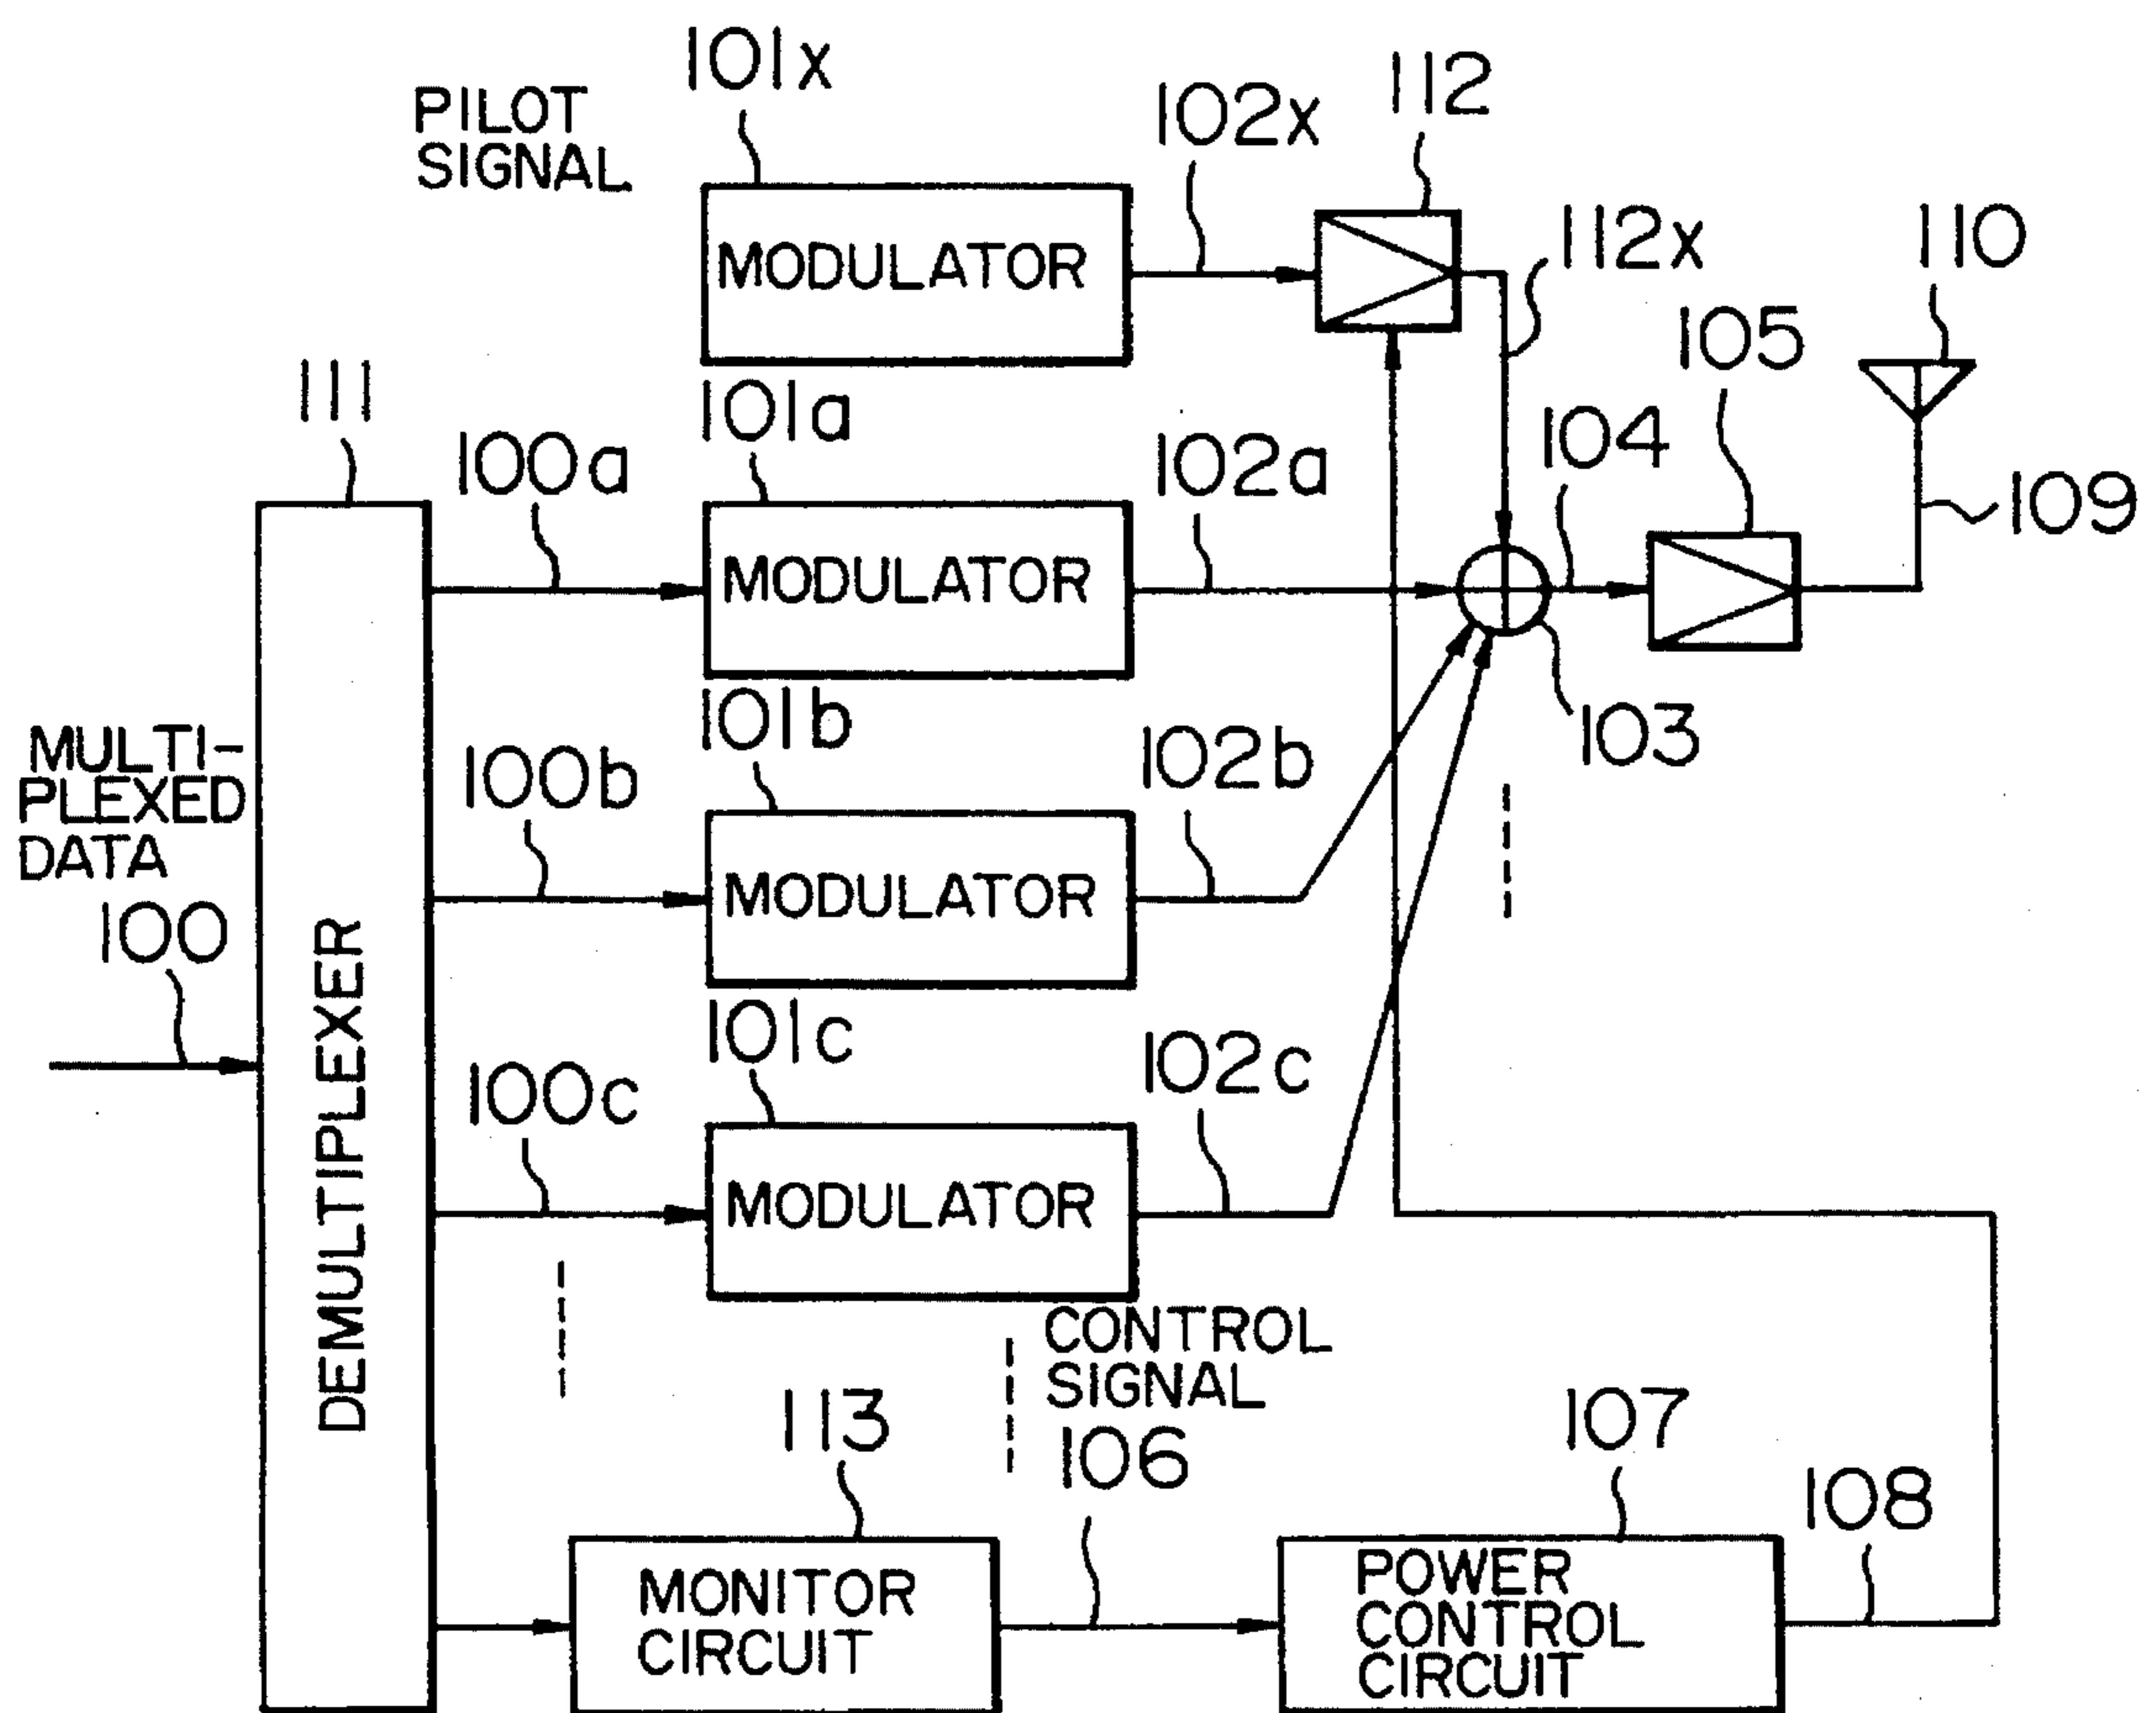 101x
PILOT
SIGNAL
102x
112
MODULATOR
112x
110
105
111
101a
100a
102a
104
109
MODULATOR
101b
103
MULTI-
PLEXED
DATA
100b
102b
100
MODULATOR
DEMULTIPLEXER
101c
100c
102c
MODULATOR
CONTROL
SIGNAL
113
106
107
108
MONITOR
CIRCUIT
POWER
CONTROL
CIRCUIT